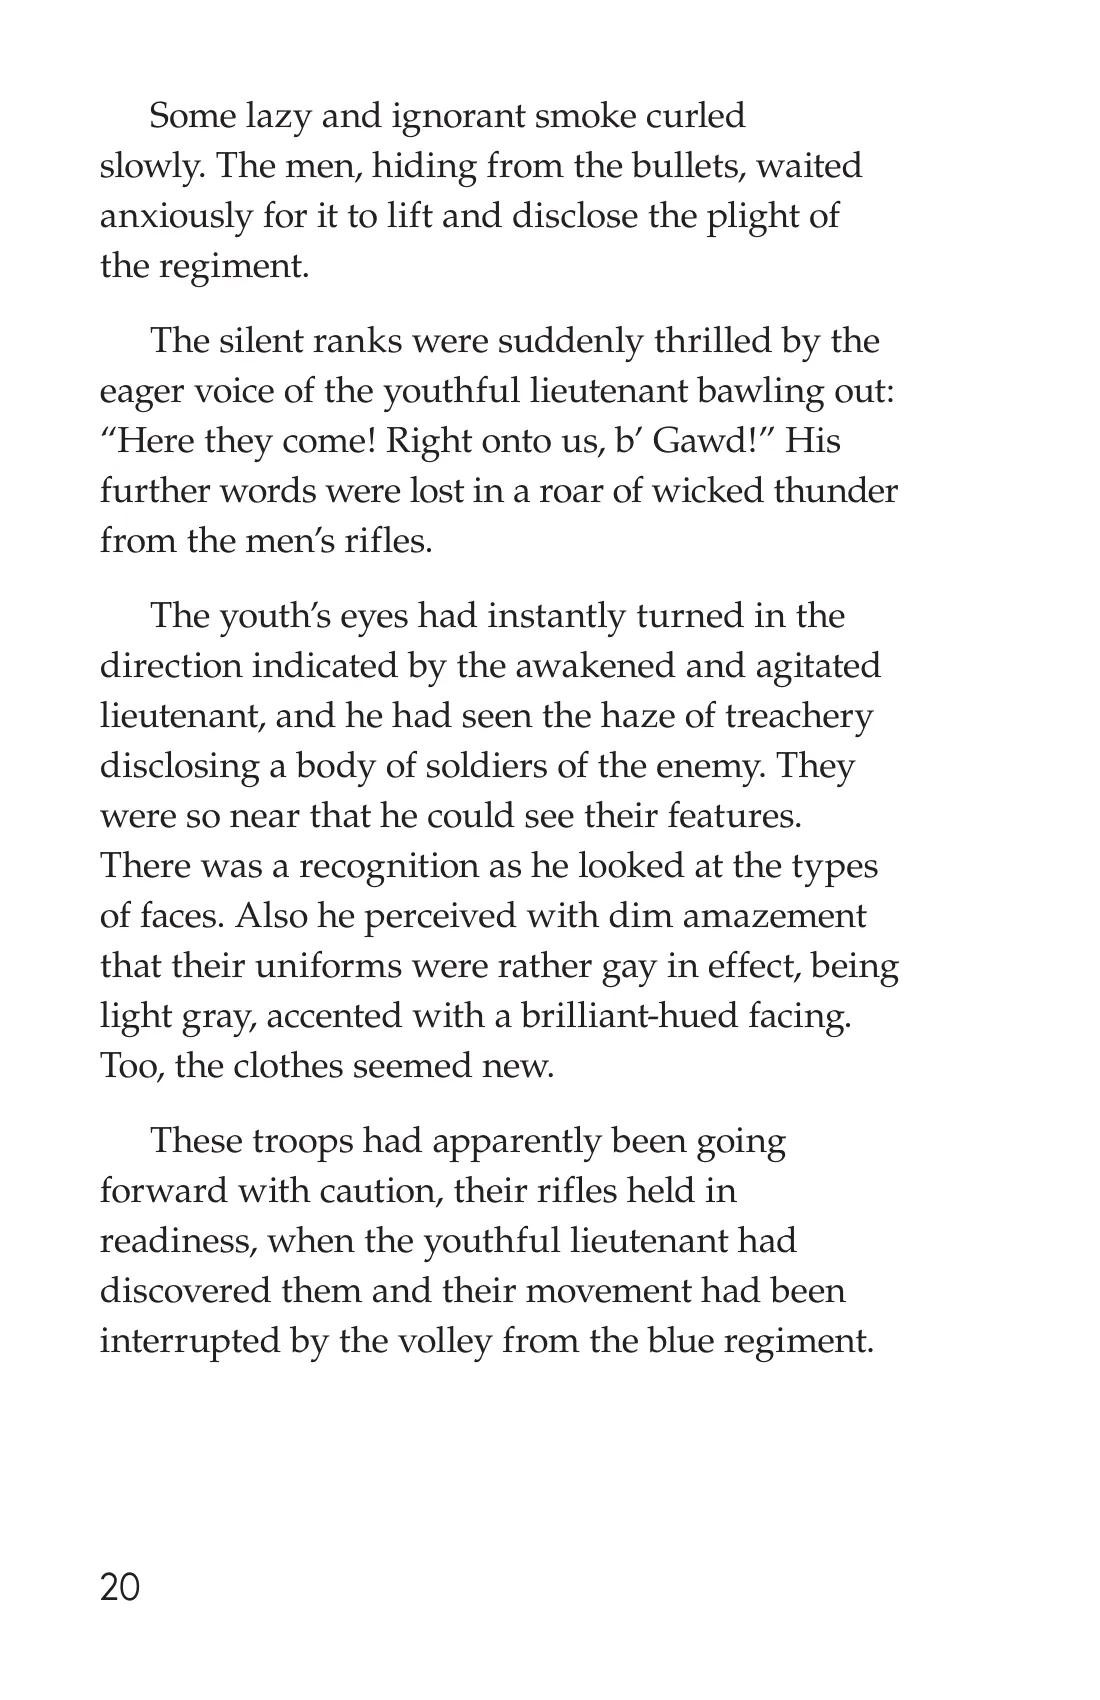 Some lazy and ignorant smoke curled
slowly. The men, hiding from the bullets, waited
anxiously for it to lift and disclose the plight of
the regiment.
The silent ranks were suddenly thrilled by the
eager voice of the youthful lieutenant bawling out:
“Here they come! Right onto us, b’ Gawd!” His
further words were lost in a roar of wicked thunder
from the men’s rifles.
The youth’s eyes had instantly turned in the
direction indicated by the awakened and agitated
lieutenant, and he had seen the haze of treachery
disclosing a body of soldiers of the enemy. They
were so near that he could see their features.
There was a recognition as he looked at the types
of faces. Also he perceived with dim amazement
that their uniforms were rather gay in effect, being
light gray, accented with a brilliant-hued facing.
Too, the clothes seemed new.
These troops had apparently been going
forward with caution, their rifles held in
readiness, when the youthful lieutenant had
discovered them and their movement had been
interrupted by the volley from the blue regiment.
20